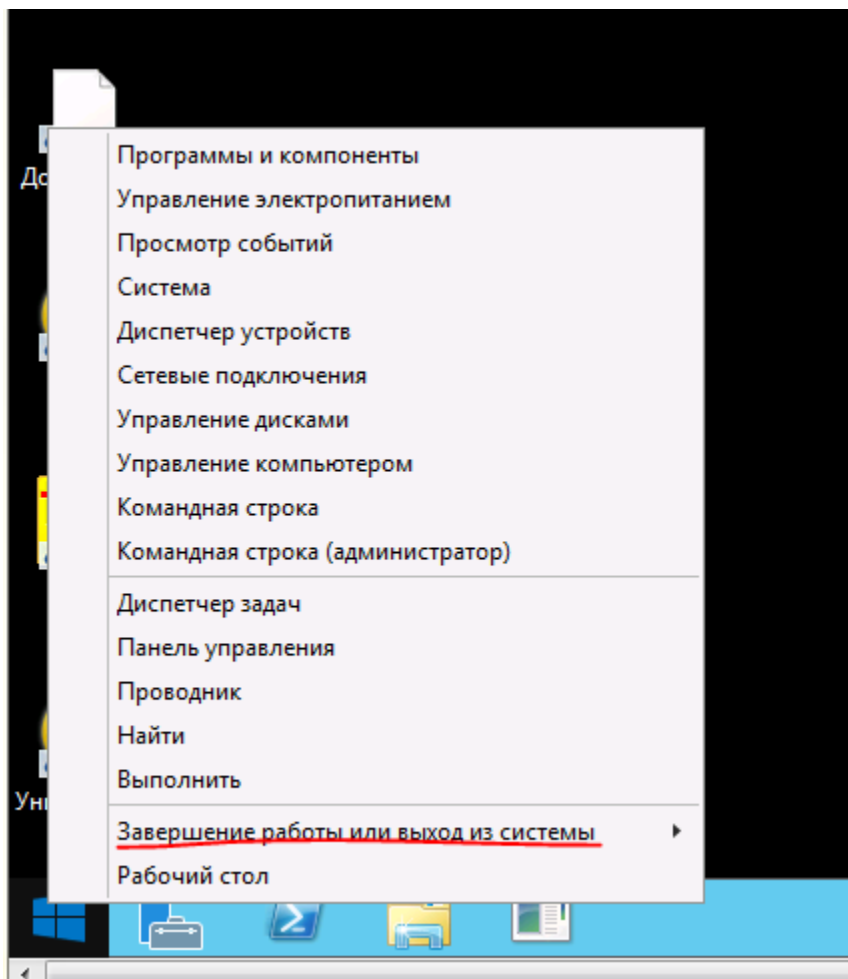 Программы и компоненты
Управление электропитанием
Просмотр событий
Система
Диспетчер устройств
Сетевые подключения
Управление дисками
Управление компьютером
Командная строка
Командная строка (администратор)
Диспетчер задач
Панель управления
Проводник
Найти
Выполнить
Завершение работы или выход из системы
Рабочий стол